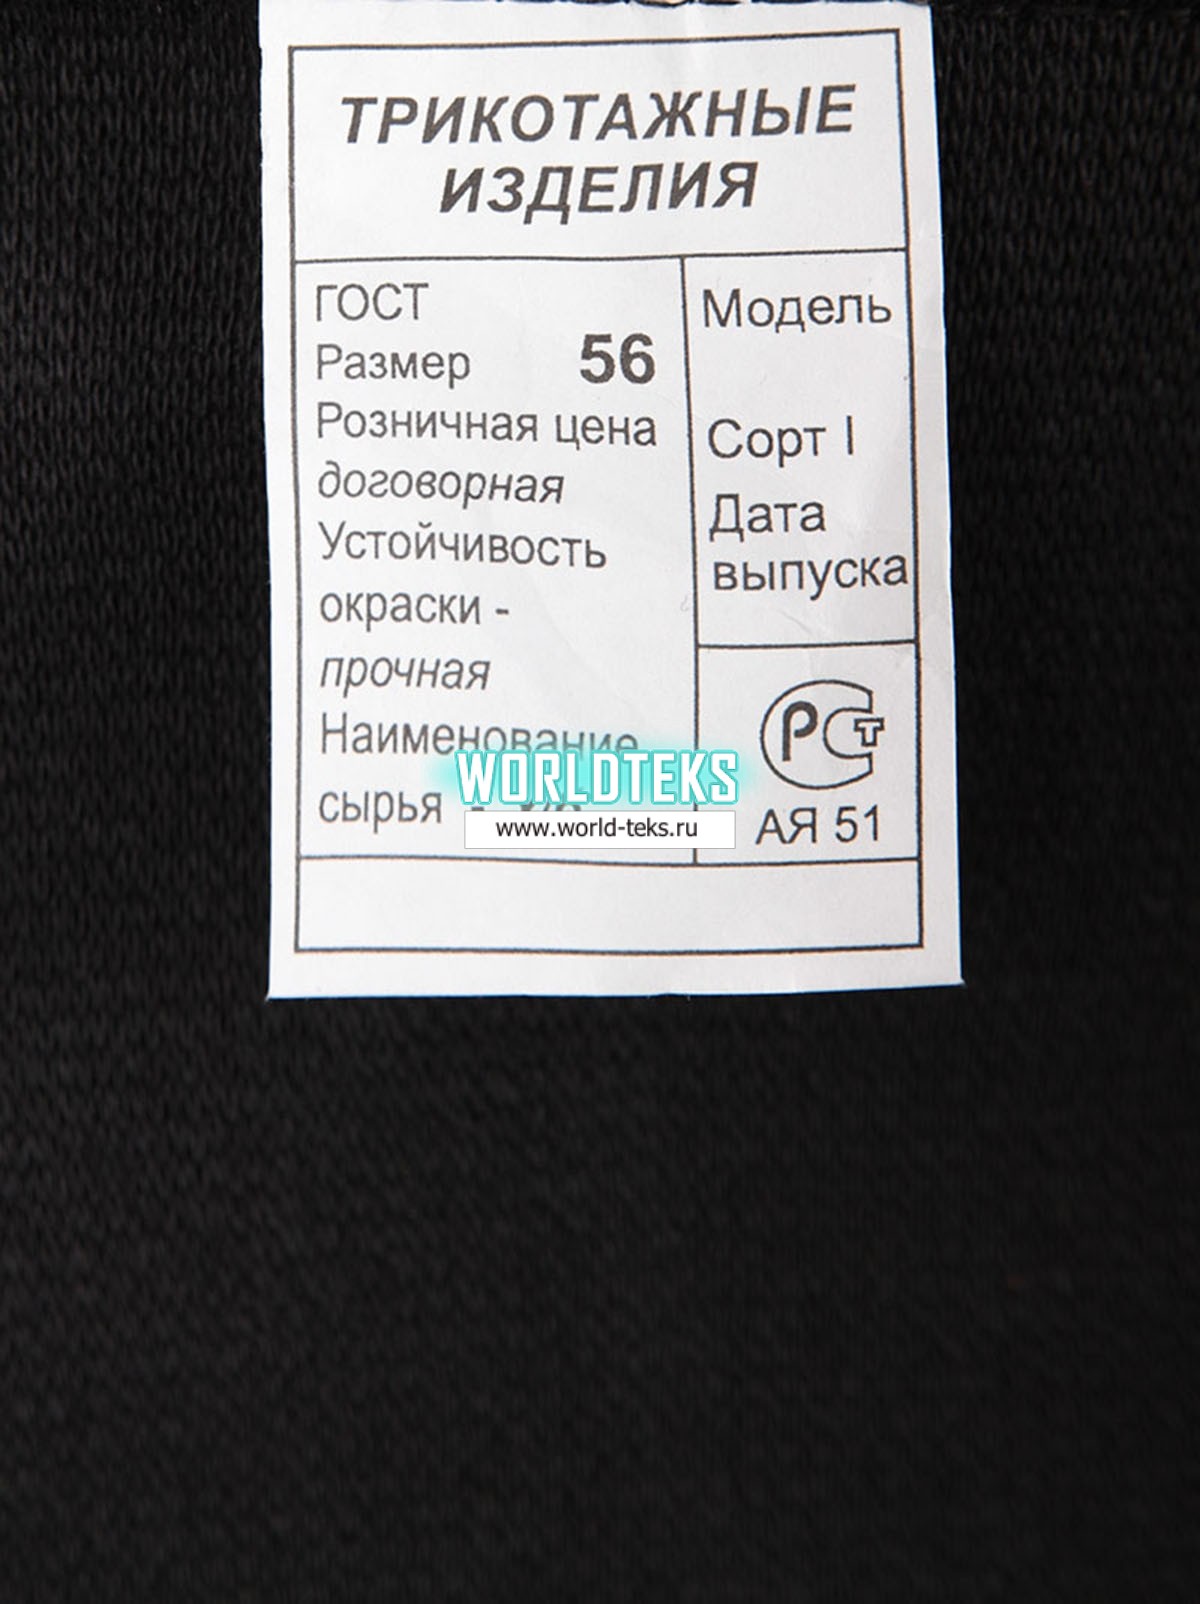 ТРИКОТАЖНЫЕ
ИЗДЕЛИЯ
ГОСТ
Размер 56
Розничная цена
договорная
Устойчивость
окраски -
прочная
Наименование
сырья -
Модель
Сорт I
Дата
выпуска
РСТ
АЯ 51
WORLDTEKS
www.world-teks.ru